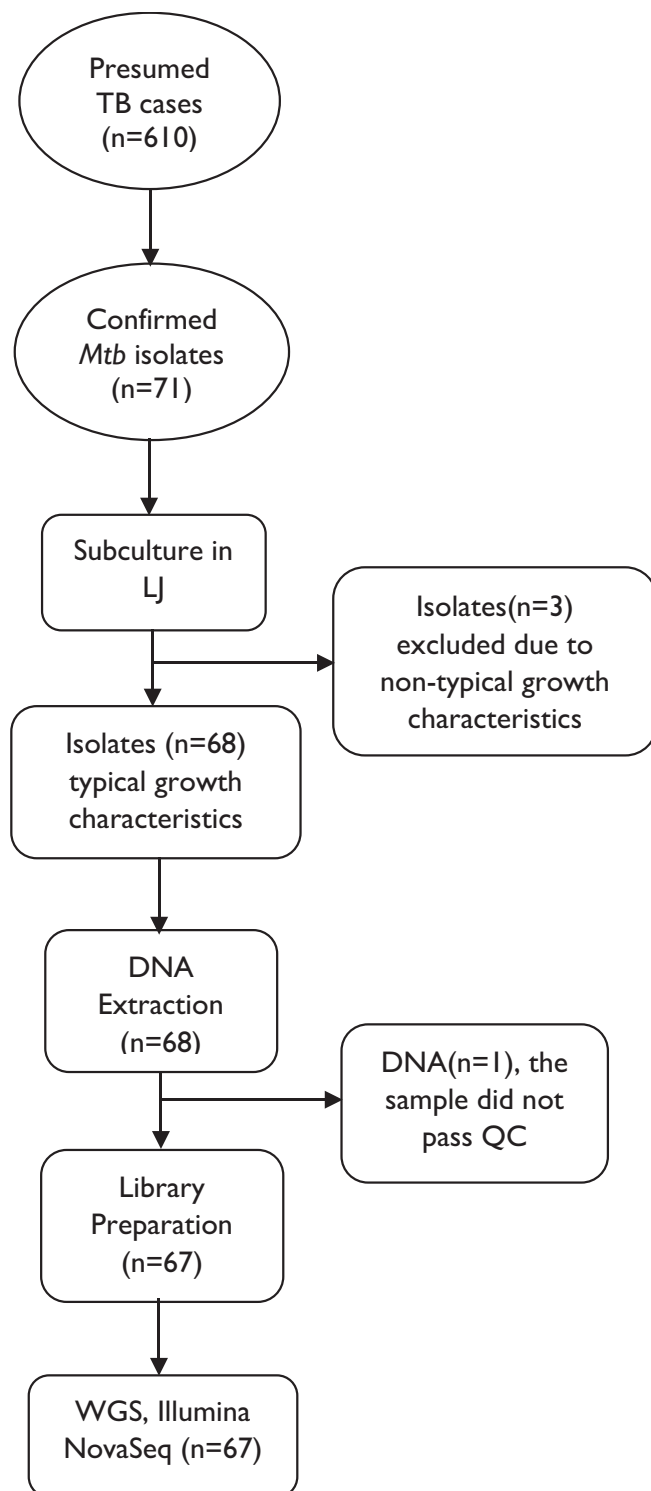 Presumed
TB cases
(n=610)
Confirmed
Mtb isolates
(n=71)
Subculture in
LJ
Isolates(n=3)
excluded due to
non-typical growth
characteristics
Isolates (n=68)
typical growth
characteristics
DNA
Extraction
(n=68)
DNA(n=1), the
sample did not
pass QC
Library
Preparation
(n=67)
WGS, Illumina
NovaSeq (n=67)